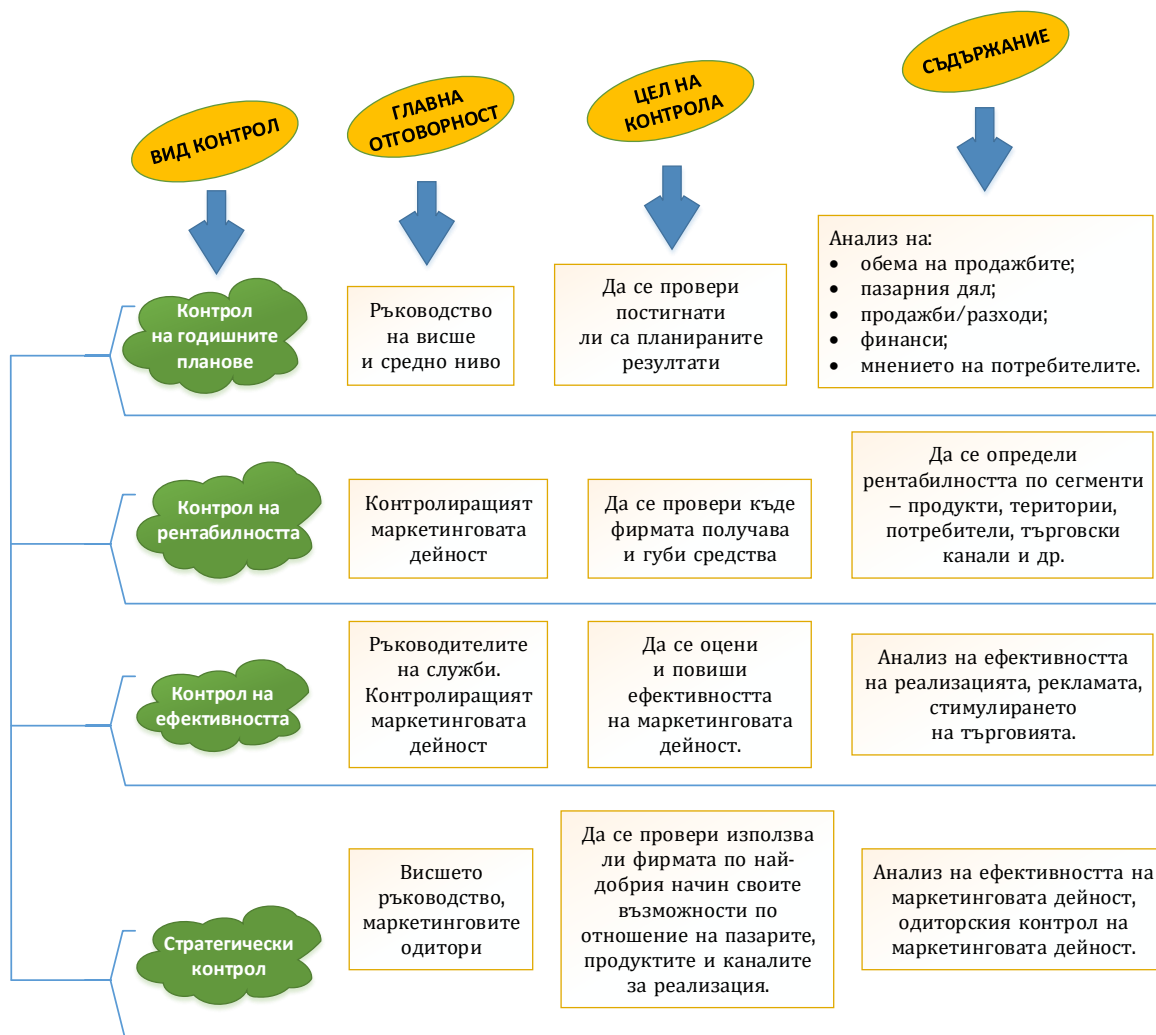 ВИД КОНТРОЛ
ГЛАВНА
ОТГОВОРНОСТ
ЦЕЛ НА
КОНТРОЛА
СЪДЪРЖАНИЕ
Контрол
на годишните
планове
Ръководство
на висше
и средно ниво
Да се провери
постигнати
ли са планираните
резултати
Анализ на:
• обема на продажбите;
• пазарния дял;
• продажби/разходи;
• финанси;
• мнението на потребителите.
Контрол на
рентабилността
Контролиращият
маркетинговата
дейност
Да се провери къде
фирмата получава
и губи средства
Да се определи
рентабилността по сегменти
– продукти, територии,
потребители, търговски
канали и др.
Контрол на
ефективността
Ръководителите
на служби.
Контролиращият
маркетинговата
дейност
Да се оцени
и повиши
ефективността
на маркетинговата
дейност.
Анализ на ефективността
на реализацията, рекламата,
стимулирането
на търговията.
Стратегически
контрол
Висшето
ръководство,
маркетинговите
одитори
Да се провери използва
ли фирмата по най-
добрия начин своите
възможности по
отношение на пазарите,
продуктите и каналите
за реализация.
Анализ на ефективността на
маркетинговата дейност,
одиторския контрол на
маркетинговата дейност.